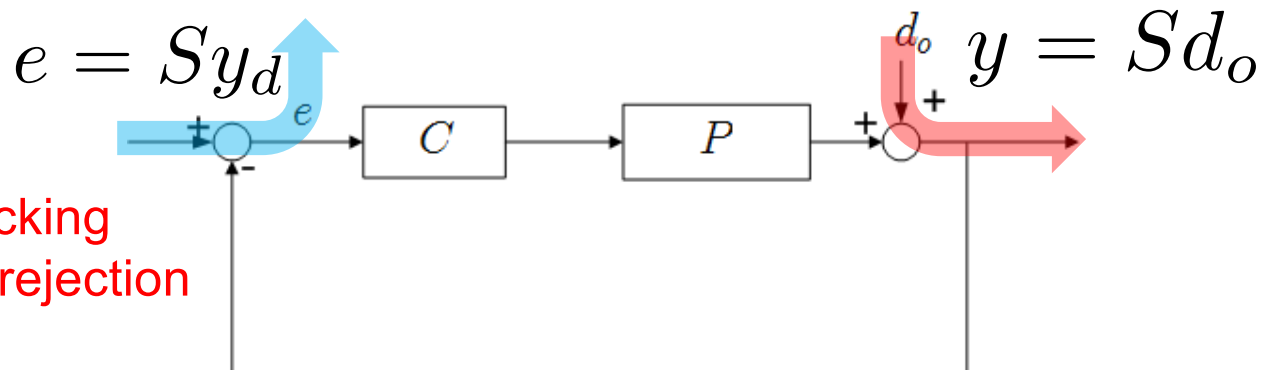 e = Sy_d
d_o
y = Sd_o
+
e
C
P
+
+
-
cking
rejection